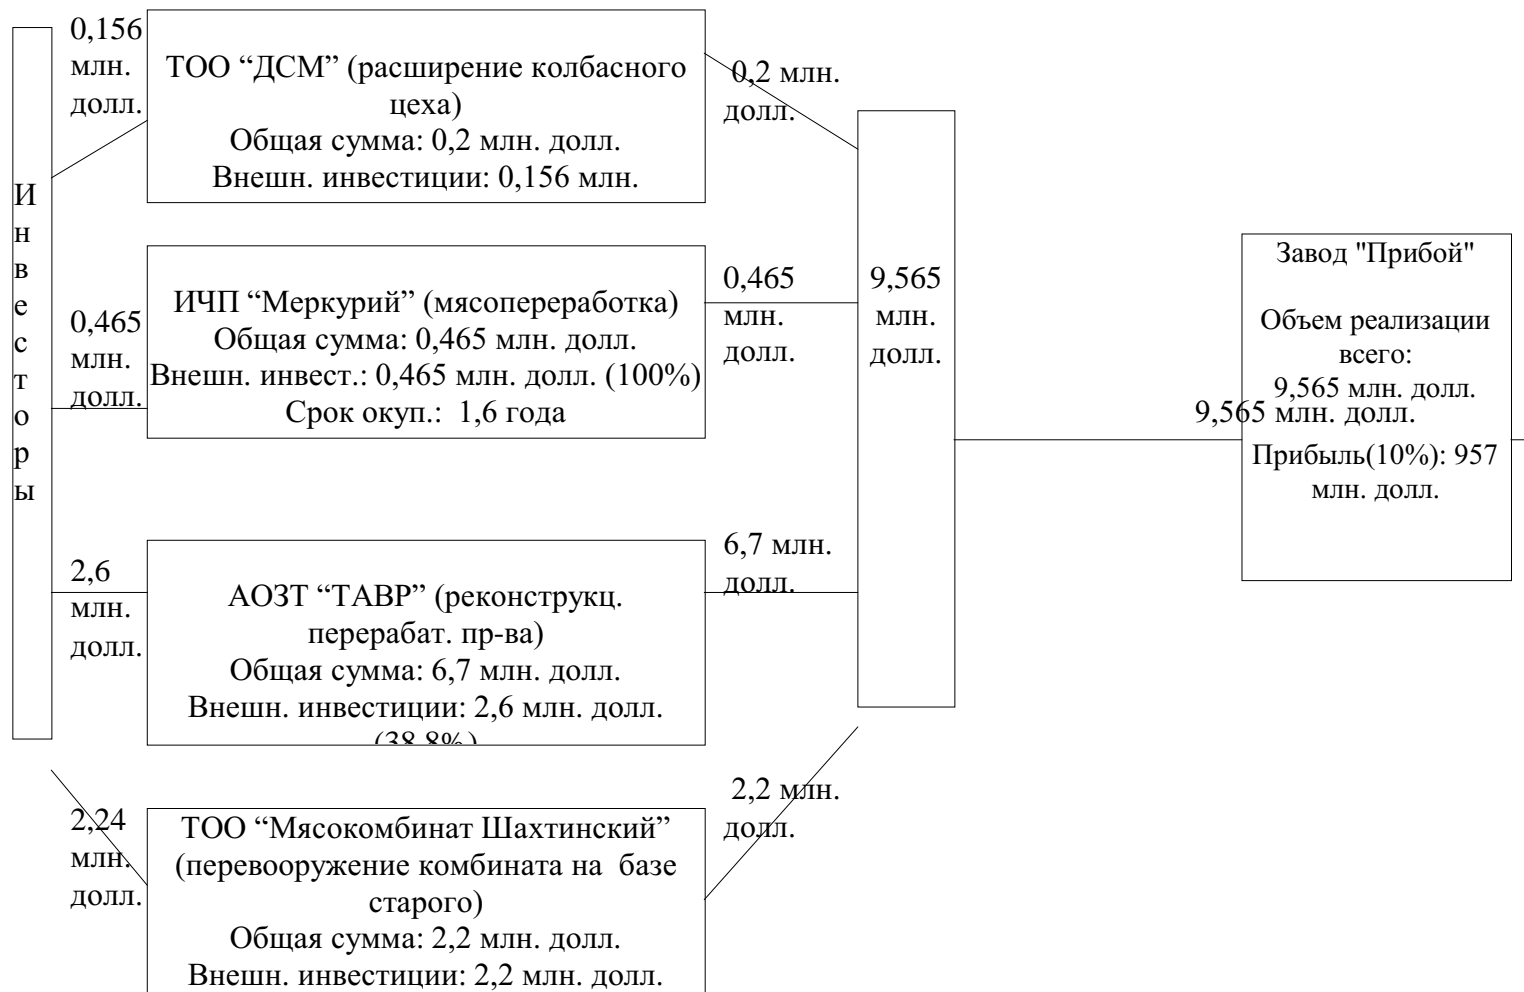 И
н
в
е
с
т
о
р
ы
0,156
млн.
долл.
0,465
млн.
долл.
2,6
млн.
долл.
2,24
млн.
долл.
ТОО “ДСМ” (расширение колбасного
цеха)
Общая сумма: 0,2 млн. долл.
Внешн. инвестиции: 0,156 млн.
ИЧП “Меркурий” (мясопереработка)
Общая сумма: 0,465 млн. долл.
Внешн. инвест.: 0,465 млн. долл. (100%)
Срок окуп.: 1,6 года
АОЗТ “ТАВР” (реконструкц.
перерабат. пр-ва)
Общая сумма: 6,7 млн. долл.
Внешн. инвестиции: 2,6 млн. долл.
(38,8%)
ТОО “Мясокомбинат Шахтинский”
(перевооружение комбината на базе
старого)
Общая сумма: 2,2 млн. долл.
Внешн. инвестиции: 2,2 млн. долл.
0,2 млн.
долл.
0,465
млн.
долл.
6,7 млн.
долл.
2,2 млн.
долл.
9,565
млн.
долл.
9,565 млн. долл.
Завод "Прибой"
Объем реализации
всего:
9,565 млн. долл.
Прибыль(10%): 957
млн. долл.